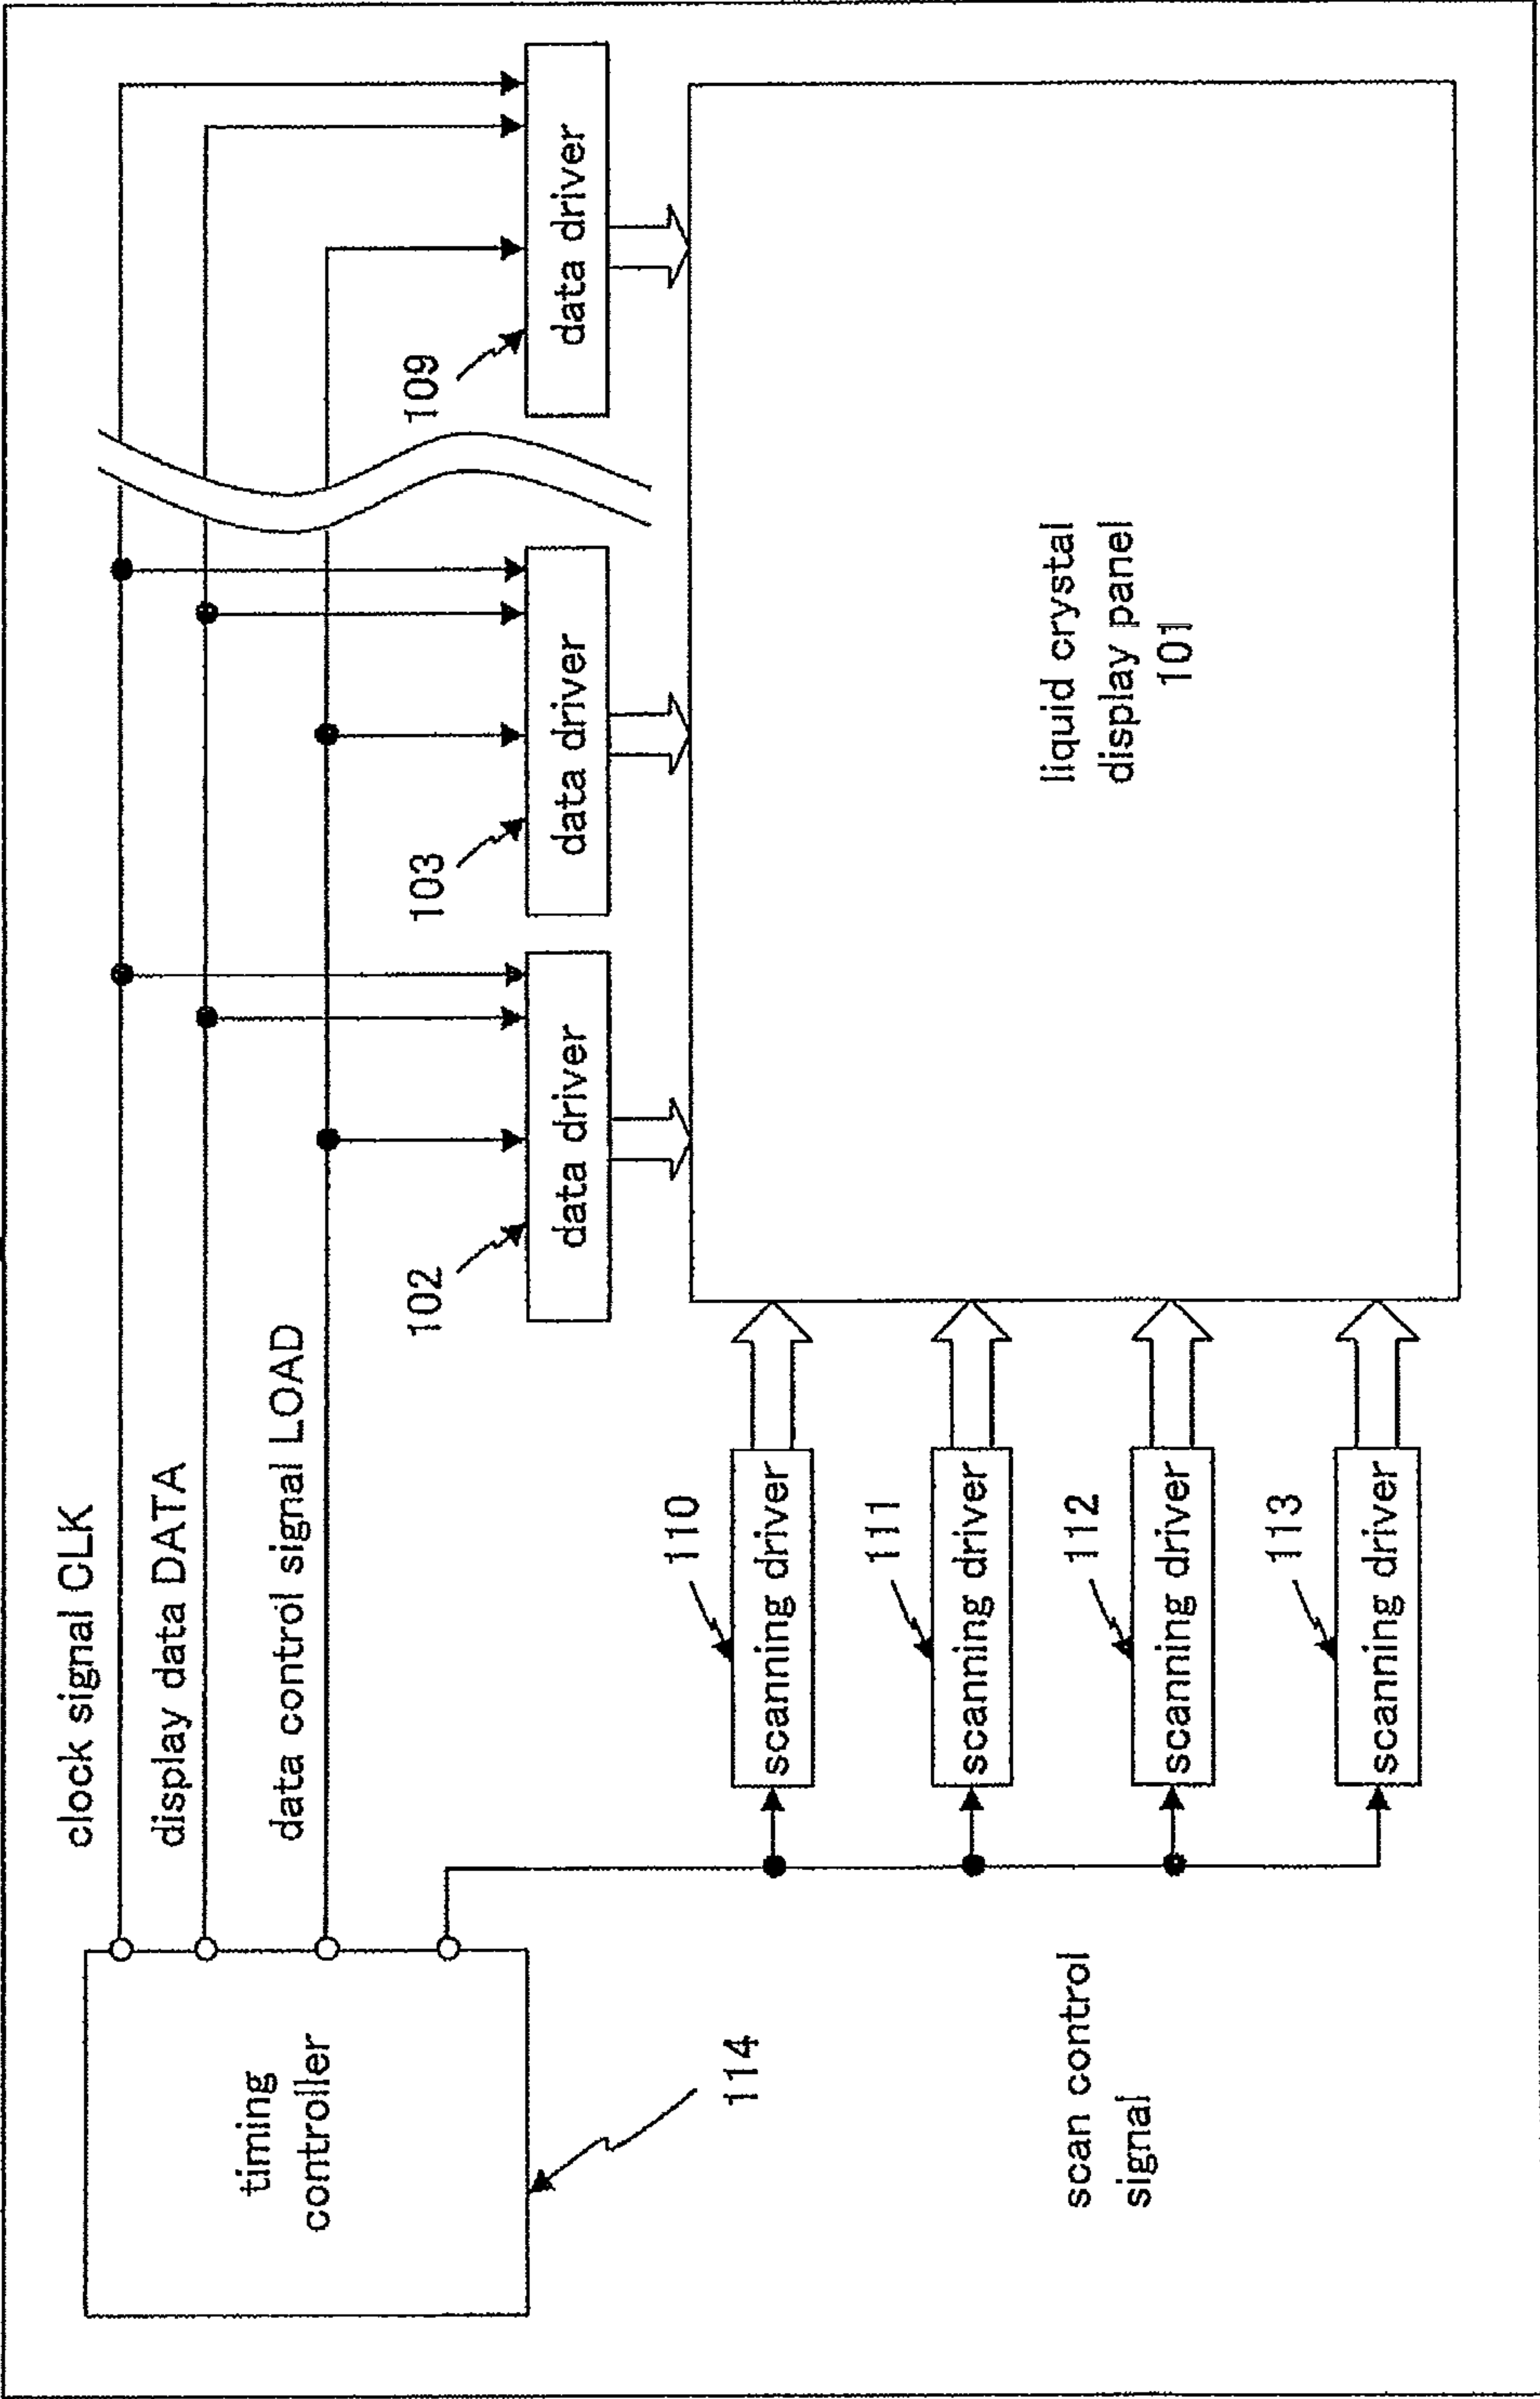 clock signal CLK
display data DATA
data control signal LOAD
timing
controller
114
102
103
109
data driver
data driver
data driver
110
scanning driver
111
scanning driver
112
scanning driver
113
scanning driver
liquid crystal
display panel
101
scan control
signal